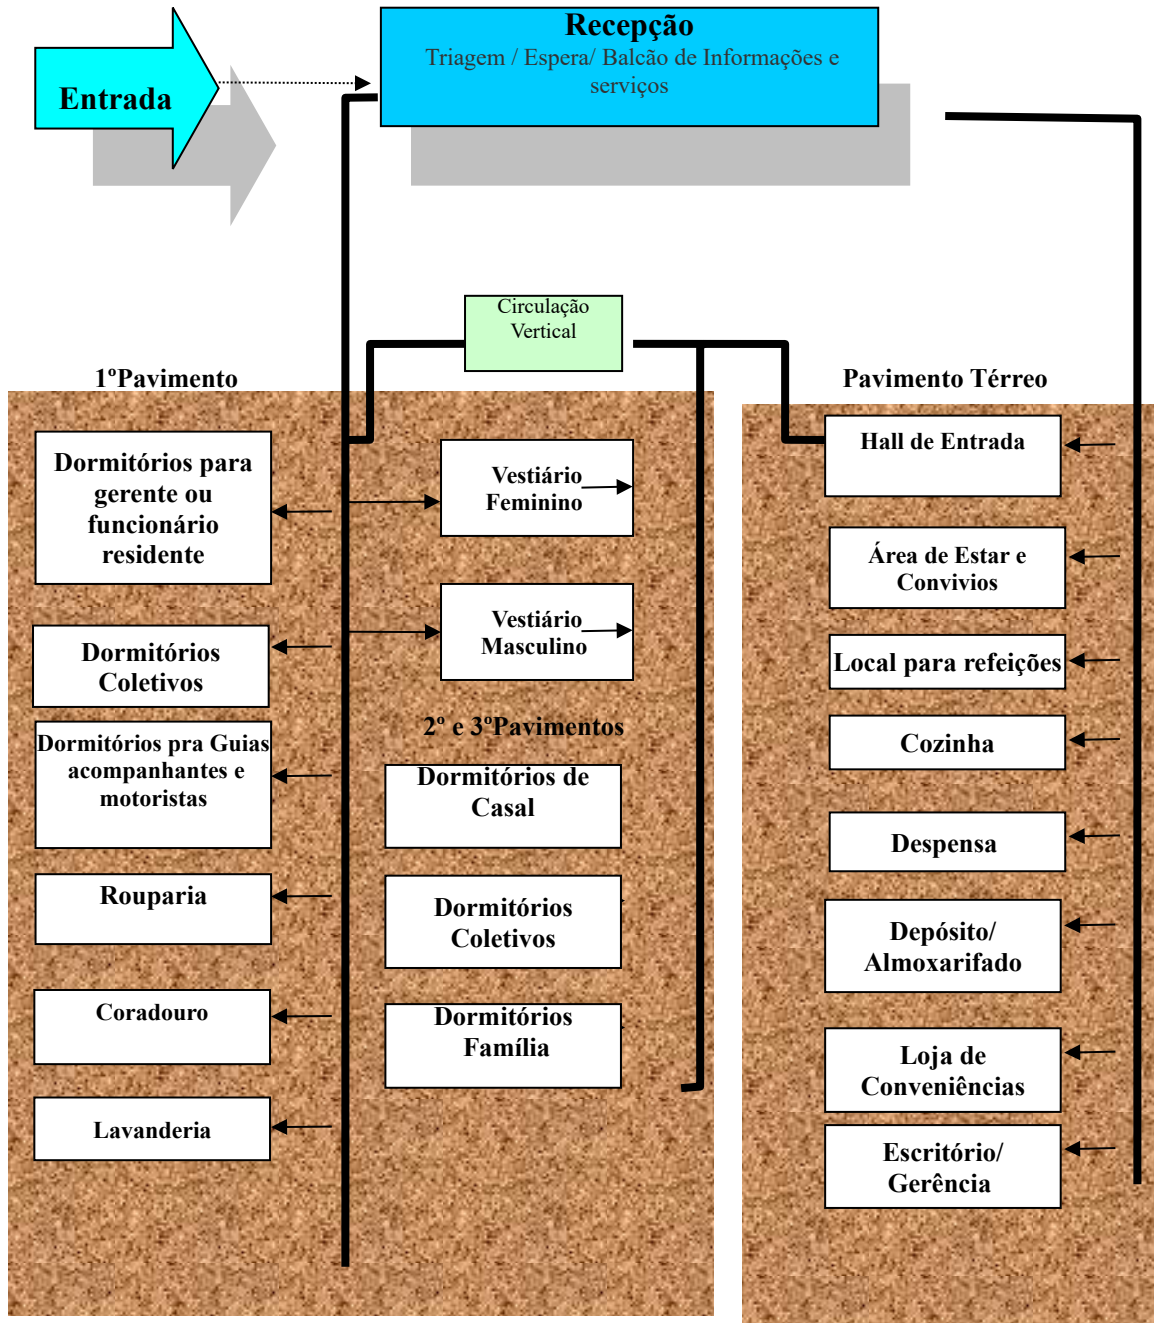 Recepção
Triagem / Espera/ Balcão de Informações e
serviços
Entrada
Circulação
Vertical
1ºPavimento
Dormitórios para
gerente ou
funcionário
residente
Dormitórios
Coletivos
Dormitórios pra Guias
acompanhantes e
motoristas
Rouparia
Coradouro
Lavanderia
Vestiário
Feminino
Vestiário
Masculino
2º e 3ºPavimentos
Dormitórios de
Casal
Dormitórios
Coletivos
Dormitórios
Família
Pavimento Térreo
Hall de Entrada
Área de Estar e
Convivios
Local para refeições
Cozinha
Despensa
Depósito/
Almoxarifado
Loja de
Conveniências
Escritório/
Gerência